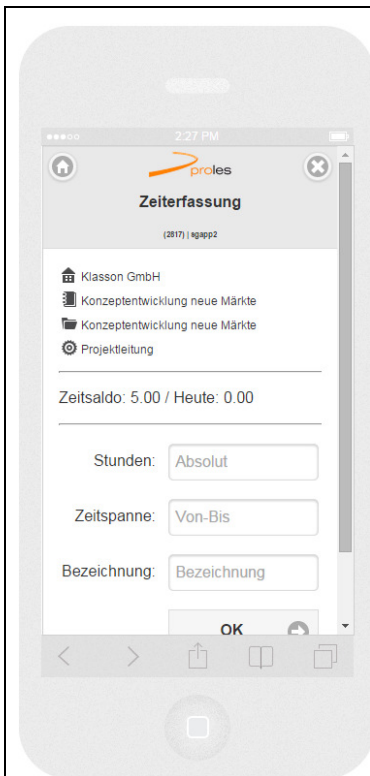 2:27 PM
proles
Zeiterfassung
(2817) | sgapp2
Klasson GmbH
Konzeptentwicklung neue Märkte
Konzeptentwicklung neue Märkte
Projektleitung
Zeitsaldo: 5.00 / Heute: 0.00
Stunden: Absolut
Zeitspanne: Von-Bis
Bezeichnung: Bezeichnung
OK